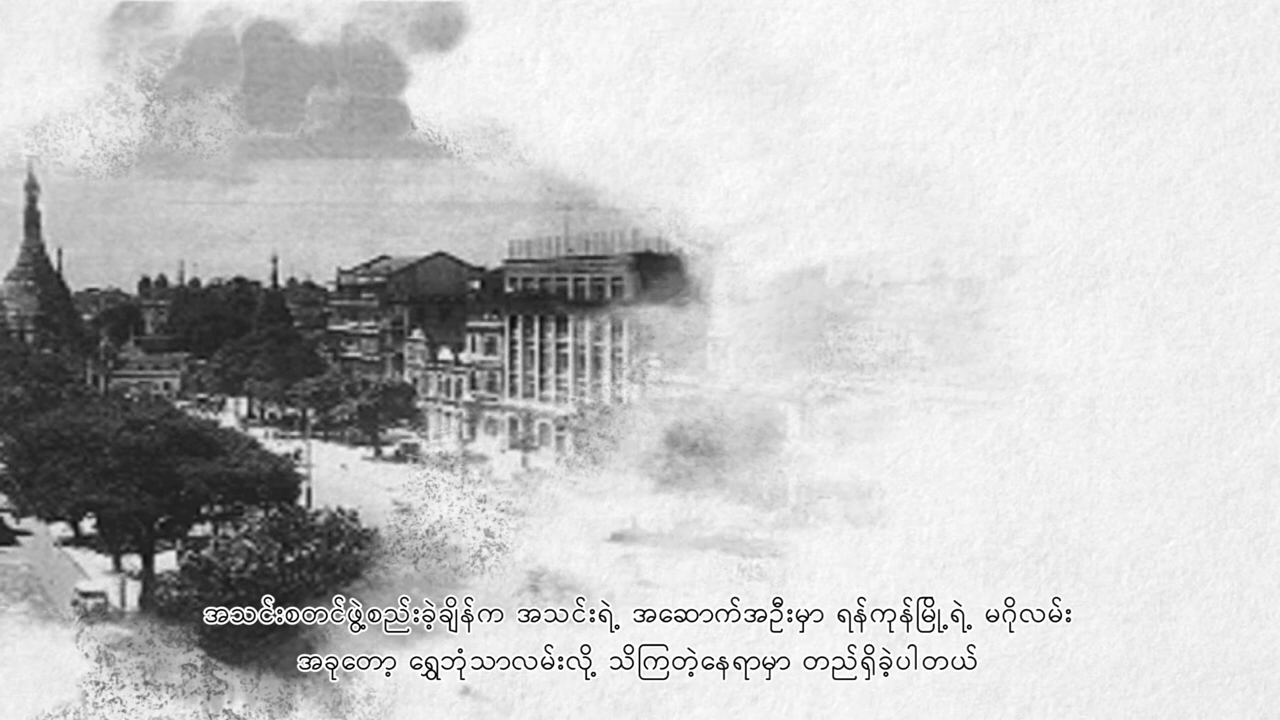 အသင်းစတင်ဖွဲ့စည်းခဲ့ချိန်က အသင်းရဲ့ အဆောက်အဦးမှာ ရန်ကုန်မြို့ရဲ့ မဂိုလမ်း
အခုတော့ ရွှေဘုံသာလမ်းလို့ သိကြတဲ့နေရာမှာ တည်ရှိခဲ့ပါတယ်